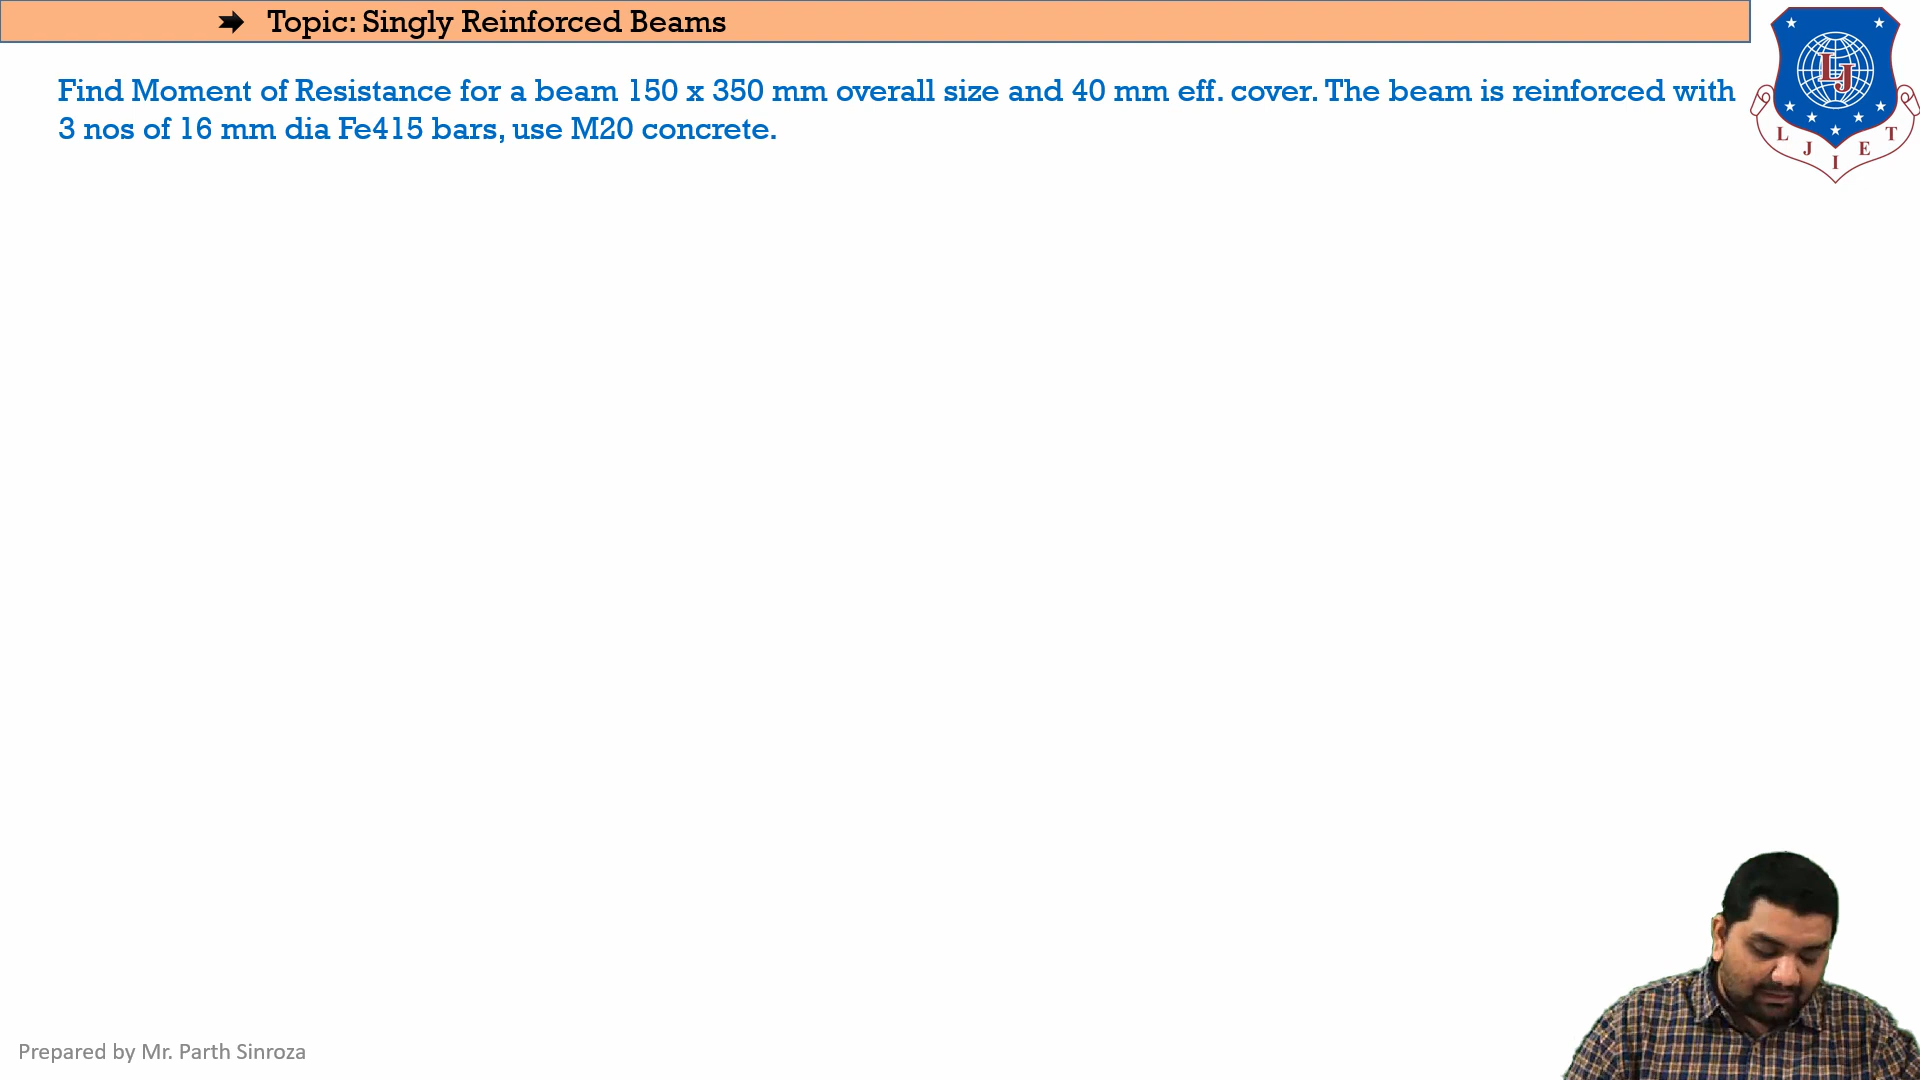 Topic: Singly Reinforced Beams
Find Moment of Resistance for a beam 150 x 350 mm overall size and 40 mm eff. cover. The beam is reinforced with
3 nos of 16 mm dia Fe415 bars, use M20 concrete.
LJ
L J I E T
Prepared by Mr. Parth Sinroza